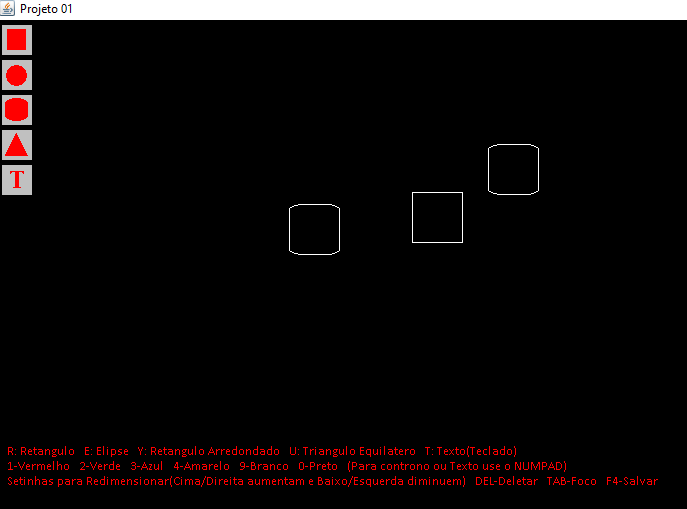 Projeto 01
T
R: Retangulo E: Elipse Y: Retangulo Arredondado U: Triangulo Equilatero T: Texto(Teclado)
1-Vermelho 2-Verde 3-Azul 4-Amarelo 9-Branco 0-Preto (Para controno ou Texto use o NUMPAD)
Setinhas para Redimensionar(Cima/Direita aumentam e Baixo/Esquerda diminuem) DEL-Deletar TAB-Foco F4-Salvar